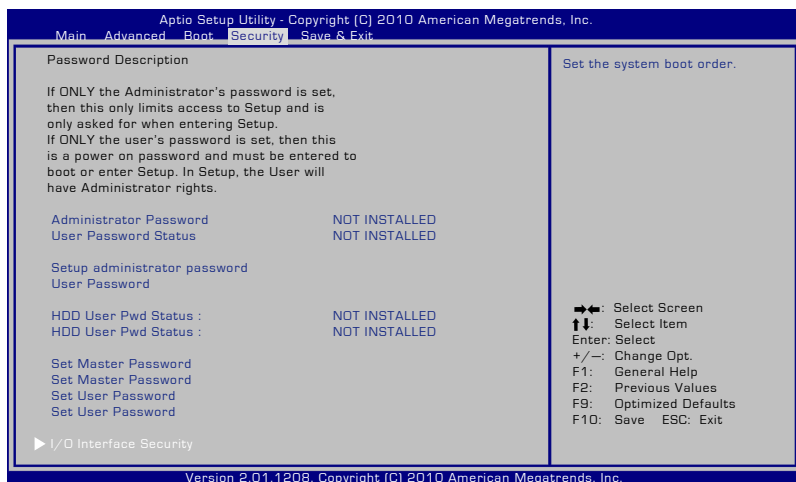 Aptio Setup Utility - Copyright (C) 2010 American Megatrends, Inc.
Main Advanced Boot Security Save & Exit
Password Description
If ONLY the Administrator's password is set,
then this only limits access to Setup and is
only asked for when entering Setup.
If ONLY the user's password is set, then this
is a power on password and must be entered to
boot or enter Setup. In Setup, the User will
have Administrator rights.
Administrator Password NOT INSTALLED
User Password Status NOT INSTALLED
Setup administrator password
User Password
HDD User Pwd Status : NOT INSTALLED
HDD User Pwd Status : NOT INSTALLED
Set Master Password
Set Master Password
Set User Password
Set User Password
I/O Interface Security
Set the system boot order.
→←: Select Screen
↑↓: Select Item
Enter: Select
+/—: Change Opt.
F1: General Help
F2: Previous Values
F9: Optimized Defaults
F10: Save ESC: Exit
Version 2.01.1208. Copyright (C) 2010 American Megatrends, Inc.